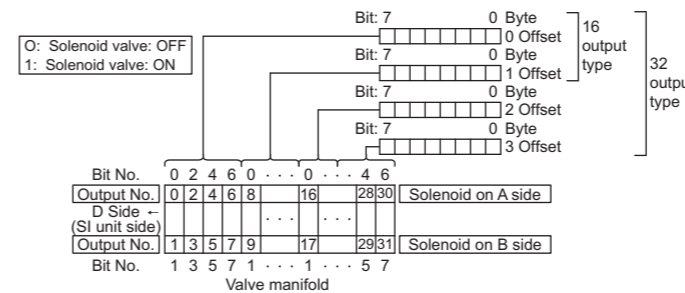 Bit: 7 0 Byte
0 Offset
Bit: 7 0 Byte
1 Offset
Bit: 7 0 Byte
2 Offset
Bit: 7 0 Byte
3 Offset
16 output type
32 output type
O: Solenoid valve: OFF
1: Solenoid valve: ON
Bit No. 0 2 4 6 0 · · · 0 · · · 4 6
Output No. 0 2 4 6 8 16 28 30 Solenoid on A side
D Side ← · · · · · ·
(SI unit side)
Output No. 1 3 5 7 9 17 29 31 Solenoid on B side
Bit No. 1 3 5 7 1 · · · 1 · · · 5 7
Valve manifold